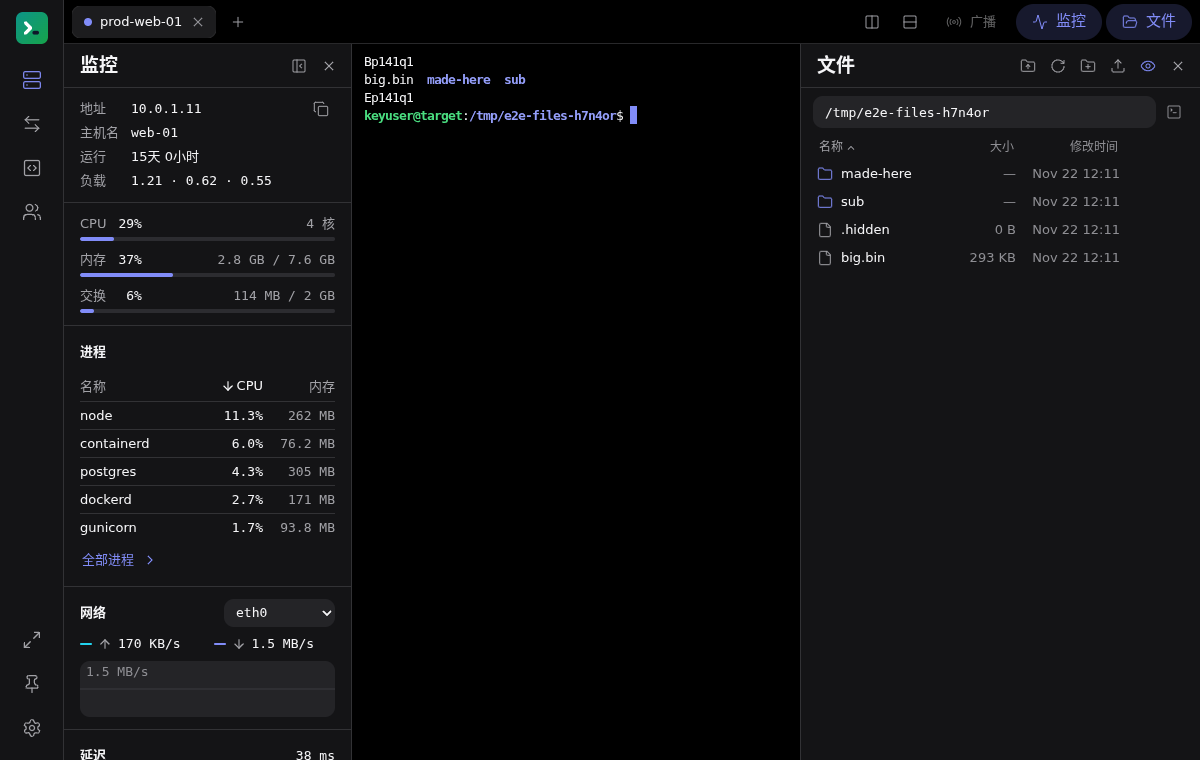 prod-web-01
广播
监控
文件
监控
地址 10.0.1.11
主机名 web-01
运行 15天 0小时
负载 1.21 · 0.62 · 0.55
CPU 29% 4 核
内存 37% 2.8 GB / 7.6 GB
交换 6% 114 MB / 2 GB
进程
名称 CPU 内存
node 11.3% 262 MB
containerd 6.0% 76.2 MB
postgres 4.3% 305 MB
dockerd 2.7% 171 MB
gunicorn 1.7% 93.8 MB
全部进程
网络 eth0
170 KB/s 1.5 MB/s
1.5 MB/s
延迟 38 ms
Bp141q1
big.bin made-here sub
Ep141q1
keyuser@target:/tmp/e2e-files-h7n4or$
文件
/tmp/e2e-files-h7n4or
名称 大小 修改时间
made-here — Nov 22 12:11
sub — Nov 22 12:11
.hidden 0 B Nov 22 12:11
big.bin 293 KB Nov 22 12:11